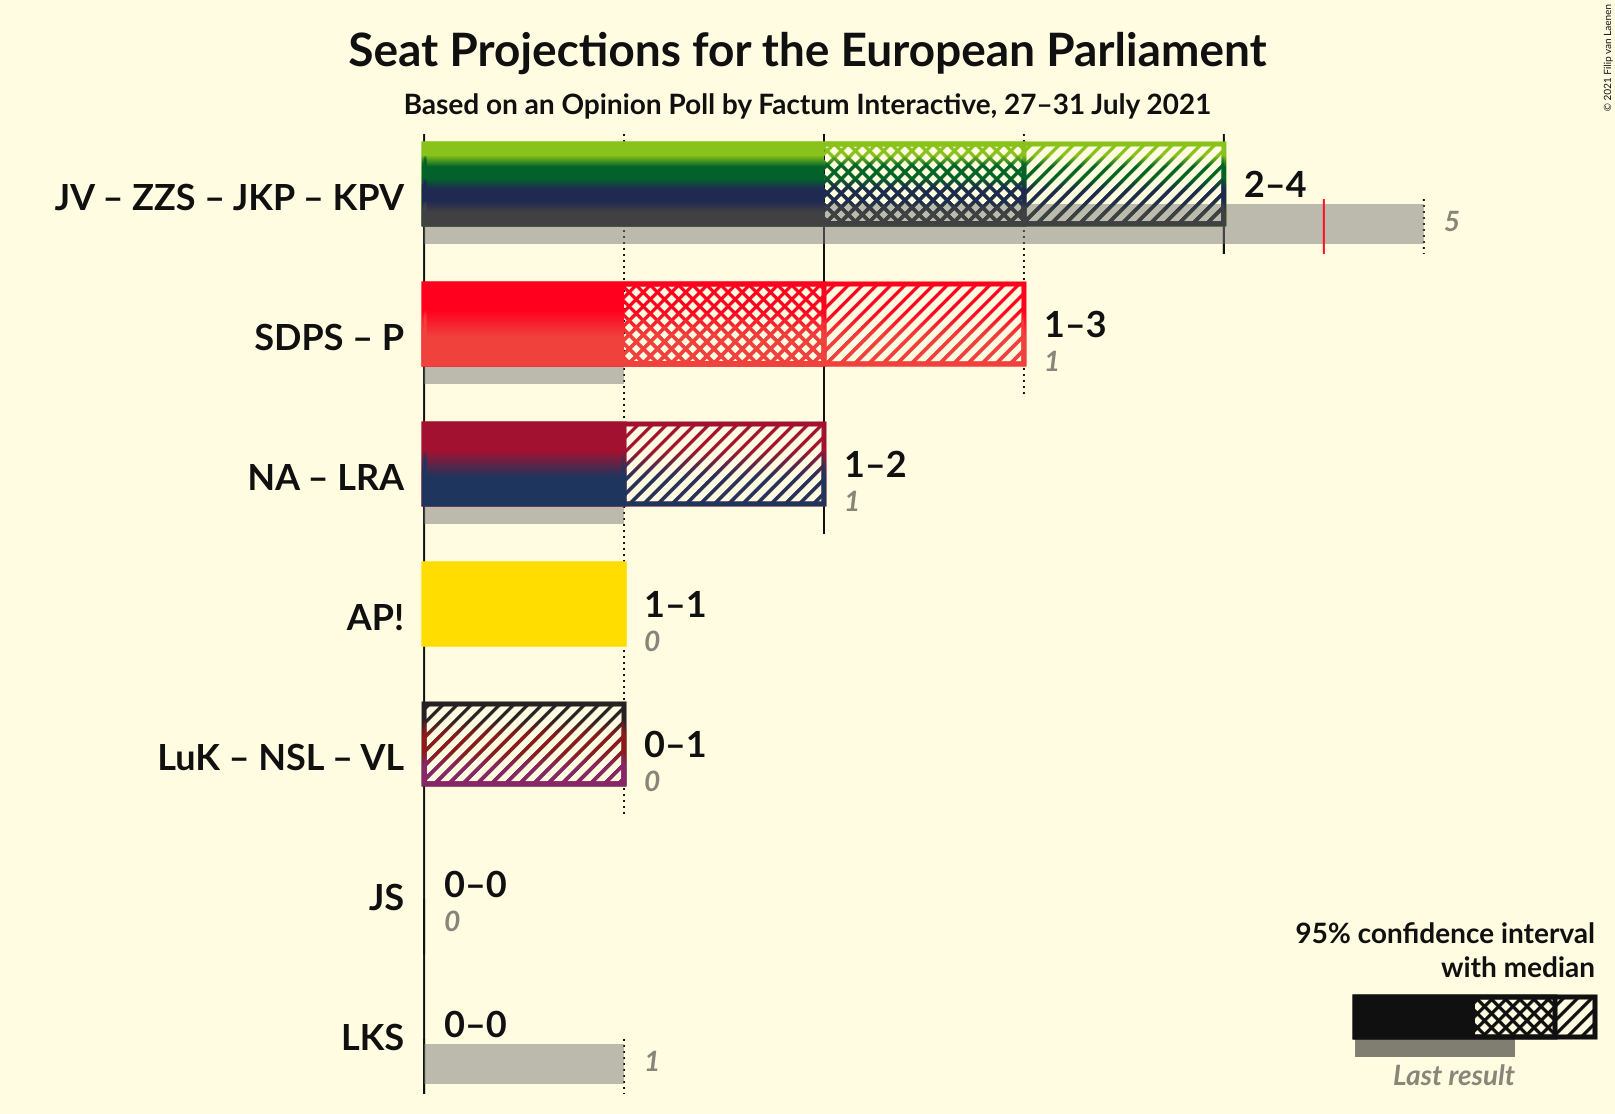 Seat Projections for the European Parliament
Based on an Opinion Poll by Factum Interactive, 27–31 July 2021
© 2021 Filip van Laenen
JV – ZZS – JKP – KPV
2–4
5
SDPS – P
1–3
1
NA – LRA
1–2
1
AP!
1–1
0
LuK – NSL – VL
0–1
0
JS
0–0
0
LKS
0–0
1
95% confidence interval
with median
Last result